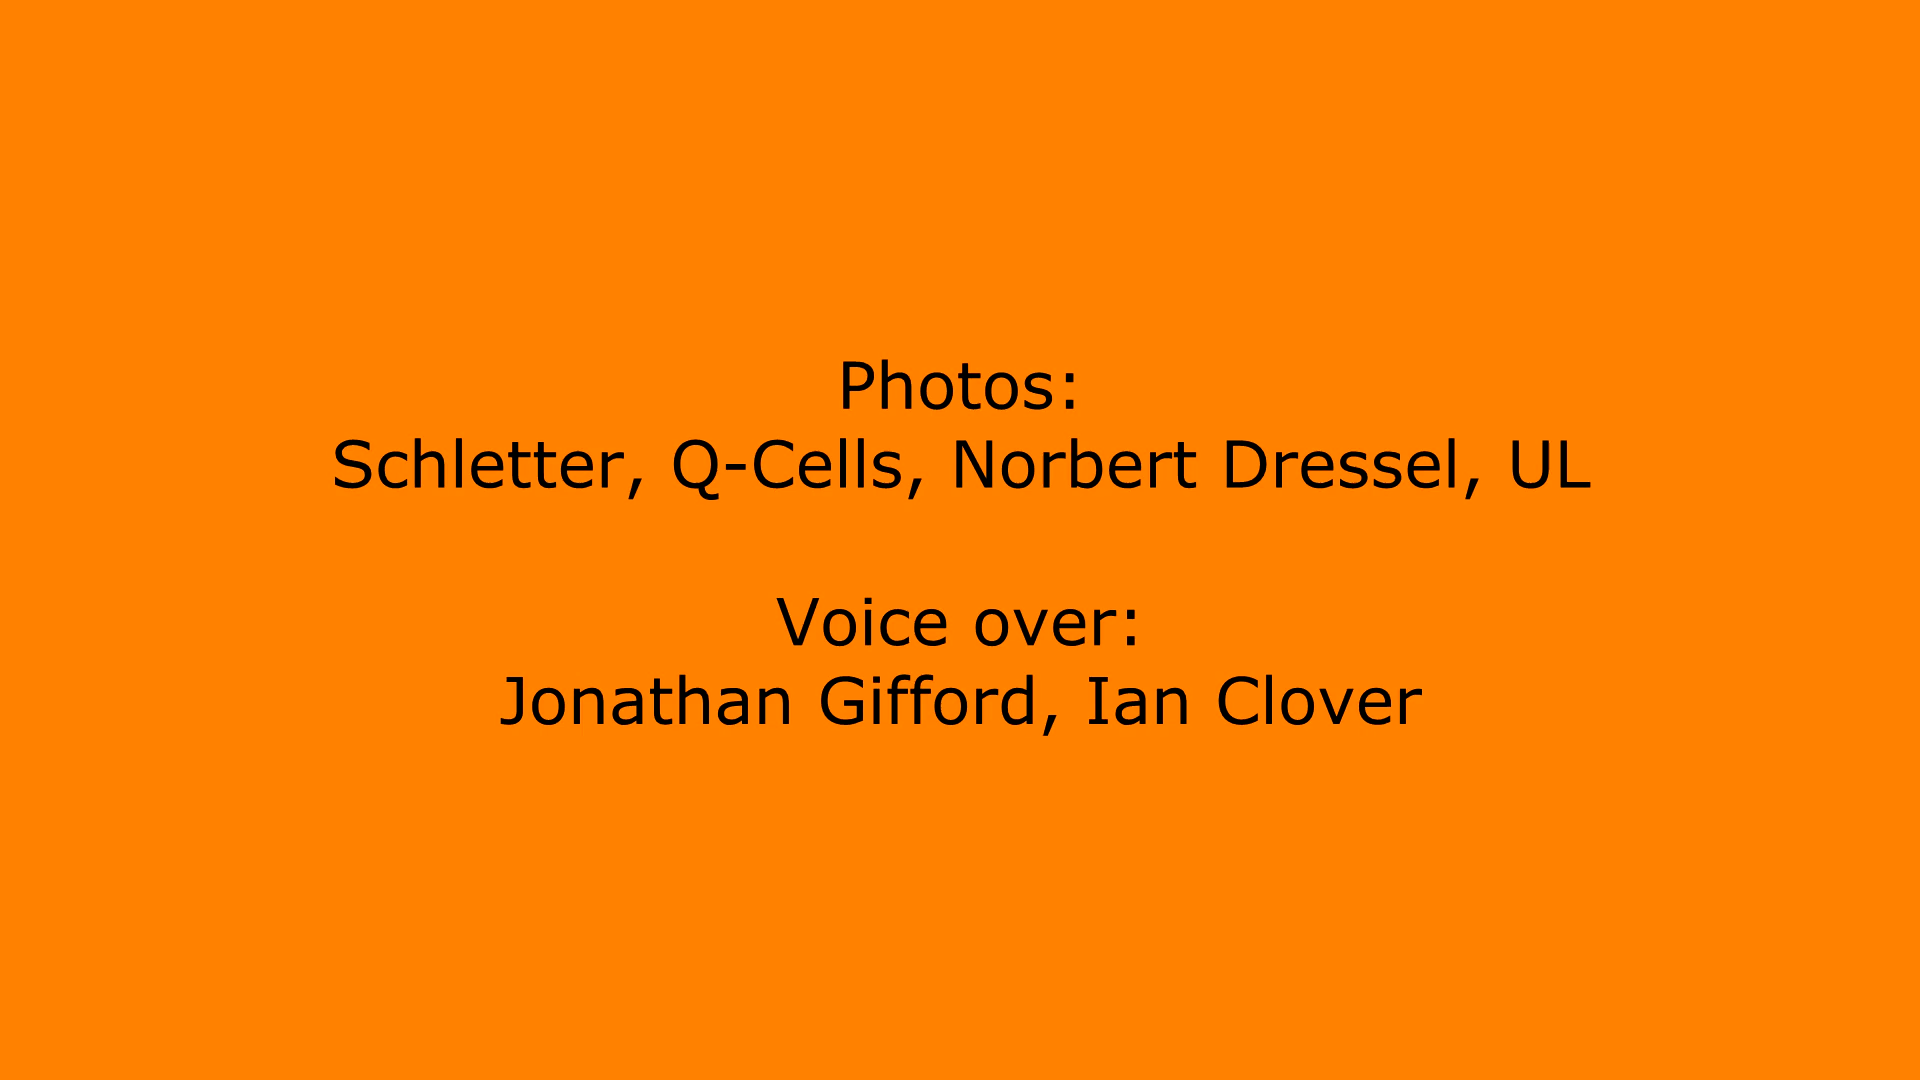 Photos:
Schletter, Q-Cells, Norbert Dressel, UL
Voice over:
Jonathan Gifford, Ian Clover